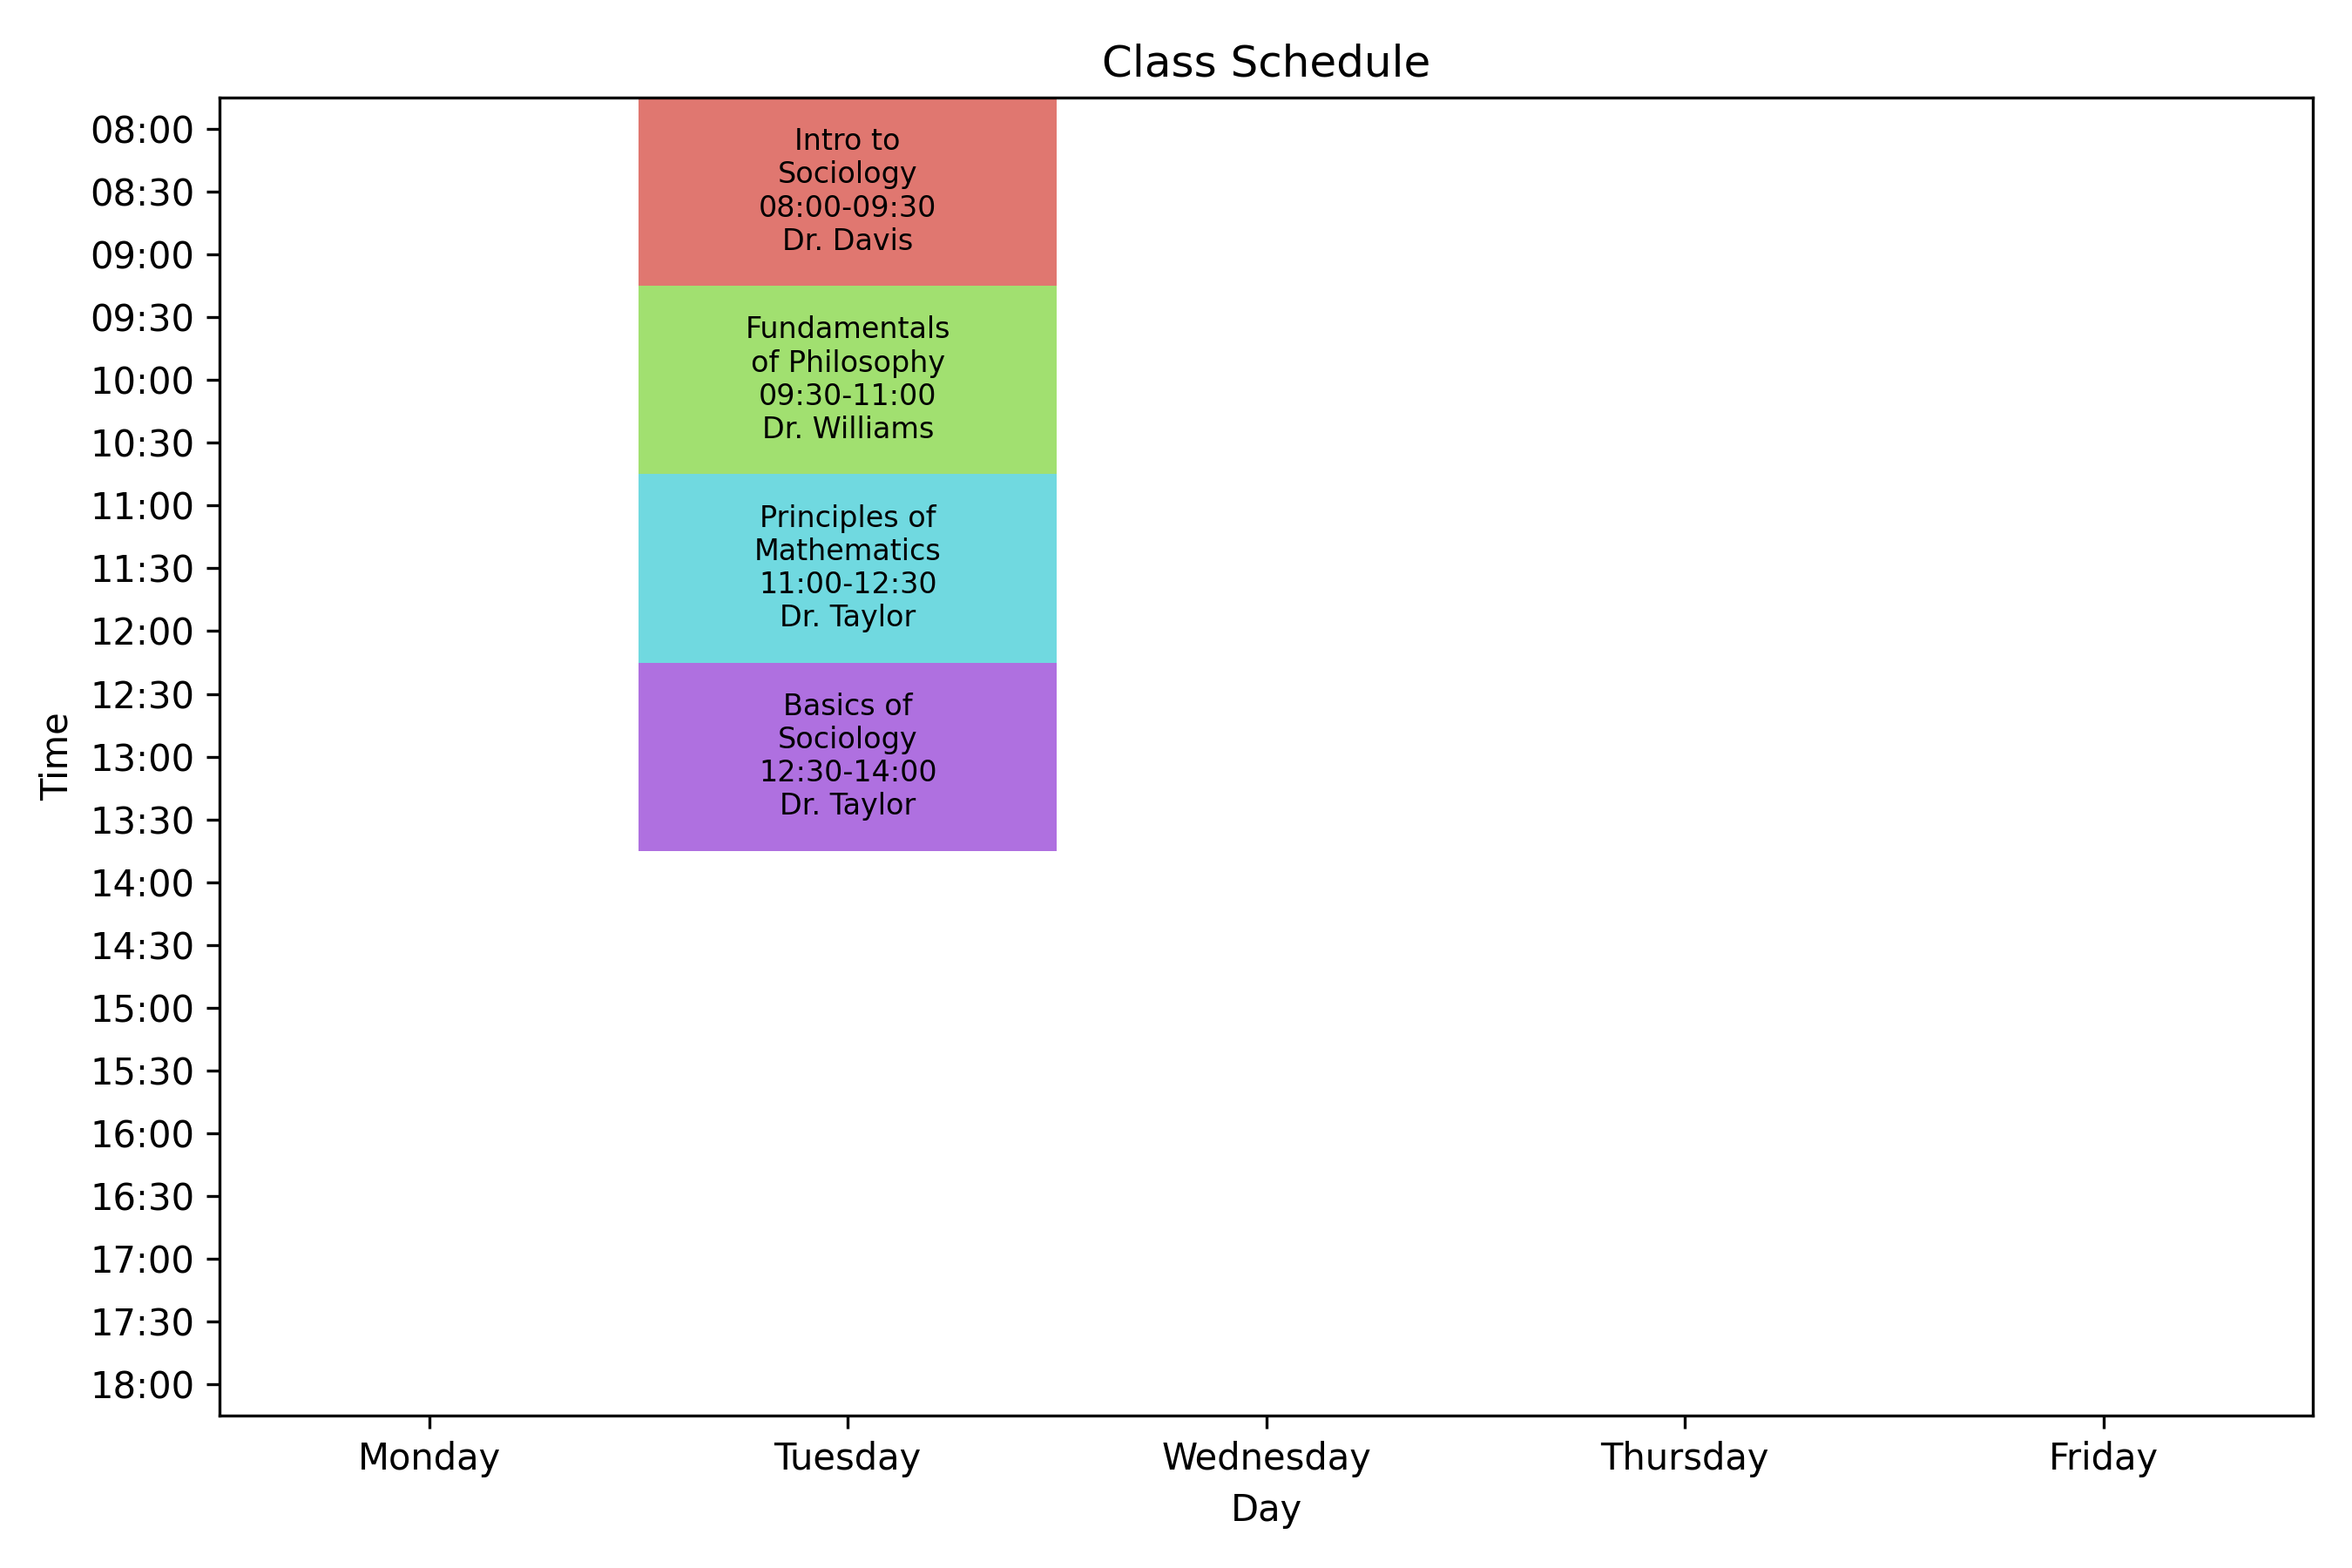 Class Schedule
08:00
08:30
09:00
09:30
10:00
10:30
11:00
11:30
12:00
12:30
13:00
13:30
14:00
14:30
15:00
15:30
16:00
16:30
17:00
17:30
18:00
Time
Intro to
Sociology
08:00-09:30
Dr. Davis
Fundamentals
of Philosophy
09:30-11:00
Dr. Williams
Principles of
Mathematics
11:00-12:30
Dr. Taylor
Basics of
Sociology
12:30-14:00
Dr. Taylor
Monday Tuesday Wednesday Thursday Friday
Day